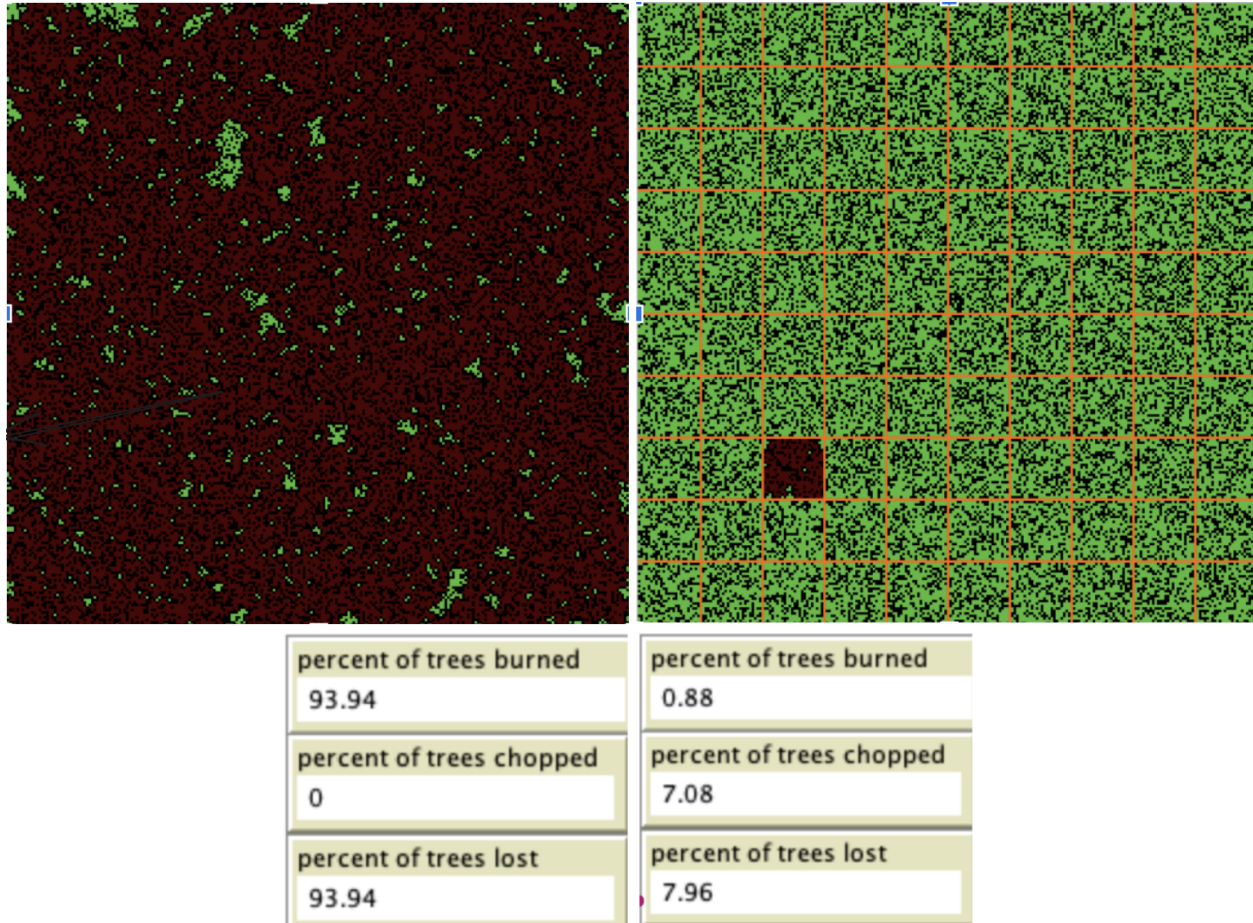 percent of trees burned
93.94
percent of trees chopped
0
percent of trees lost
93.94
percent of trees burned
0.88
percent of trees chopped
7.08
percent of trees lost
7.96